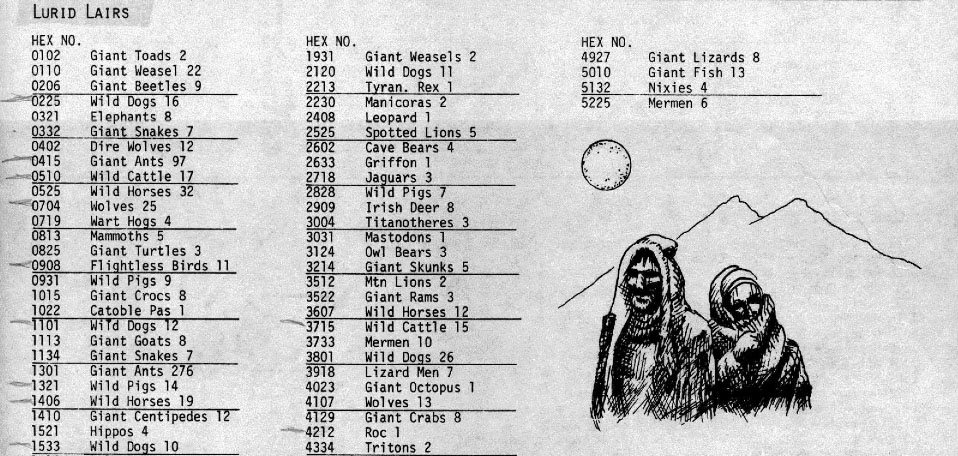 LURID LAIRS
HEX NO.
0102 Giant Toads 2
0110 Giant Weasel 22
0206 Giant Beetles 9
0225 Wild Dogs 16
0321 Elephants 8
0332 Giant Snakes 7
0402 Dire Wolves 12
0415 Giant Ants 97
0510 Wild Cattle 17
0525 Wild Horses 32
0704 Wolves 25
0719 Wart Hogs 4
0813 Mammoths 5
0825 Giant Turtles 3
0908 Flightless Birds 11
0931 Wild Pigs 9
1015 Giant Crocs 8
1022 Catoble Pas 1
1101 Wild Dogs 12
1113 Giant Goats 8
1134 Giant Snakes 7
1301 Giant Ants 276
1321 Wild Pigs 14
1406 Wild Horses 19
1410 Giant Centipedes 12
1521 Hippos 4
1533 Wild Dogs 10
HEX NO.
1931 Giant Weasels 2
2120 Wild Dogs 11
2213 Tyran. Rex 1
2230 Manicoras 2
2408 Leopard 1
2525 Spotted Lions 5
2602 Cave Bears 4
2633 Griffon 1
2718 Jaguars 3
2828 Wild Pigs 7
2909 Irish Deer 8
3004 Titanotheres 3
3031 Mastodons 1
3124 Owl Bears 3
3214 Giant Skunks 5
3512 Mtn Lions 2
3522 Giant Rams 3
3607 Wild Horses 12
3715 Wild Cattle 15
3733 Mermen 10
3801 Wild Dogs 26
3918 Lizard Men 7
4023 Giant Octopus 1
4107 Wolves 13
4129 Giant Crabs 8
4212 Roc 1
4334 Tritons 2
HEX NO.
4927 Giant Lizards 8
5010 Giant Fish 13
5132 Nixies 4
5225 Mermen 6